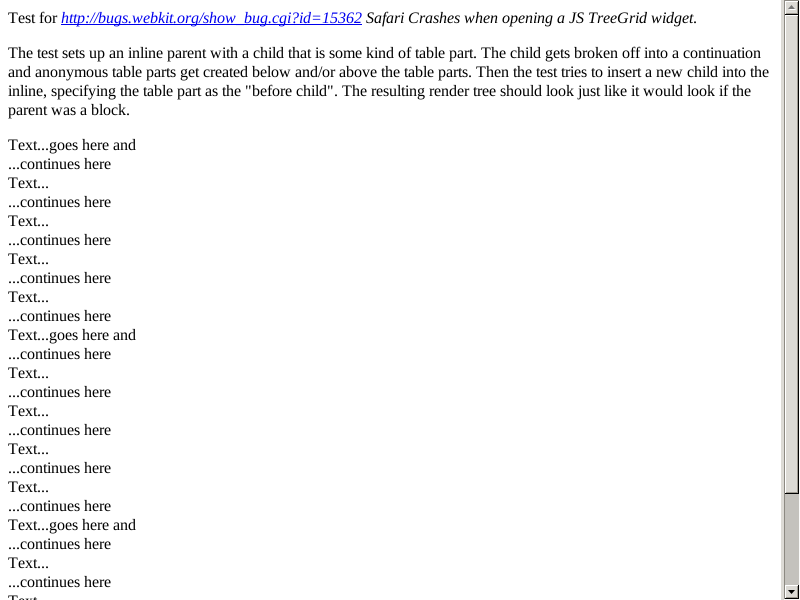 Test for http://bugs.webkit.org/show_bug.cgi?id=15362 Safari Crashes when opening a JS TreeGrid widget.
The test sets up an inline parent with a child that is some kind of table part. The child gets broken off into a continuation
and anonymous table parts get created below and/or above the table parts. Then the test tries to insert a new child into the
inline, specifying the table part as the "before child". The resulting render tree should look just like it would look if the
parent was a block.
Text...goes here and
...continues here
Text...
...continues here
Text...
...continues here
Text...
...continues here
Text...
...continues here
Text...goes here and
...continues here
Text...
...continues here
Text...
...continues here
Text...
...continues here
Text...
...continues here
Text...goes here and
...continues here
Text...
...continues here